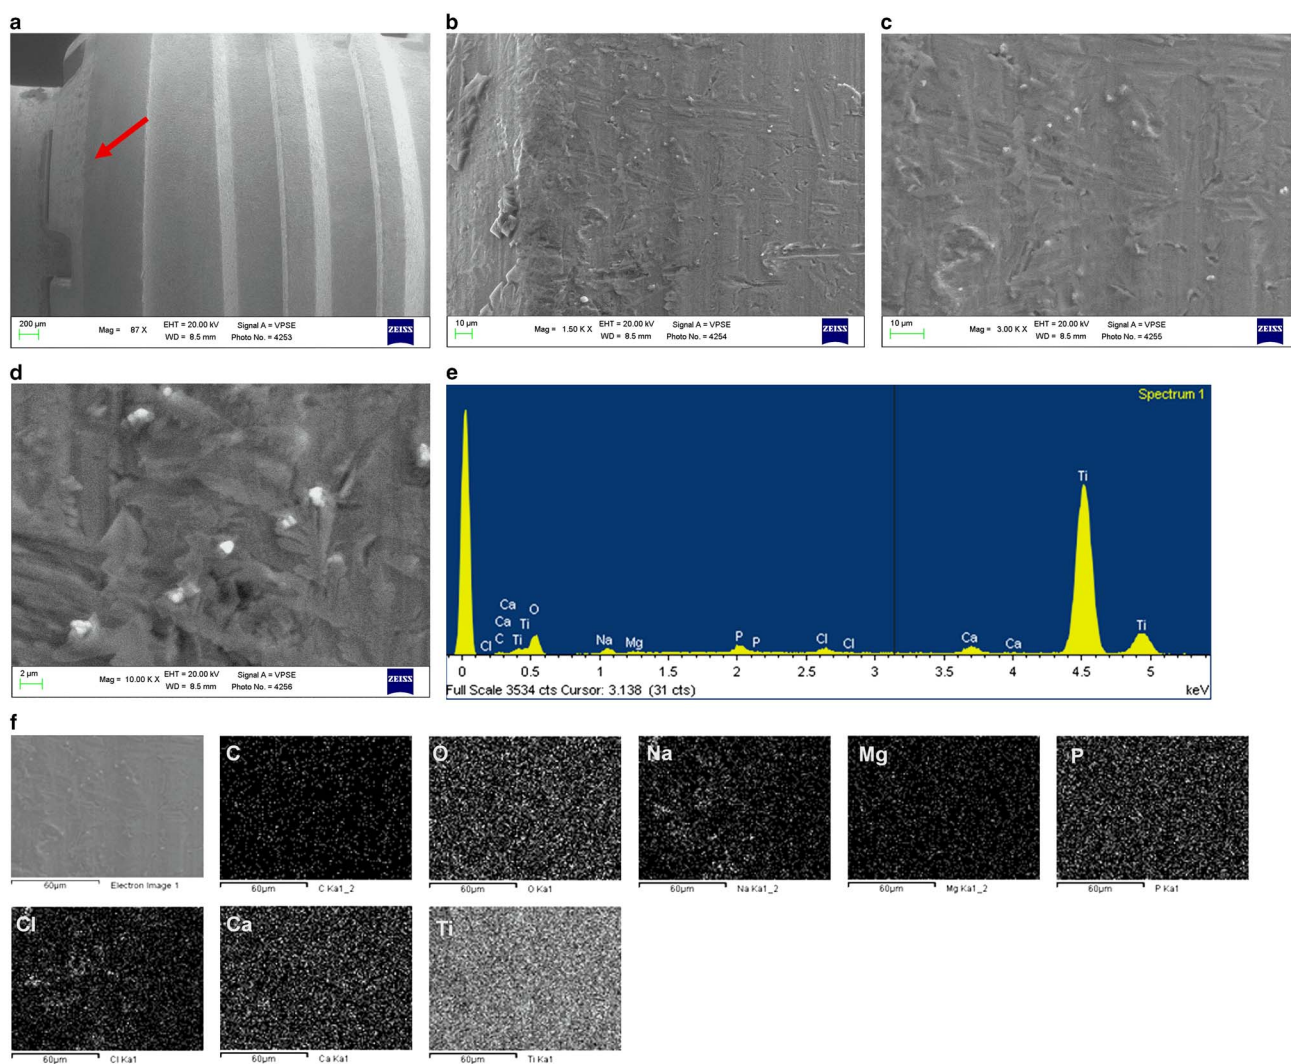 a
200 µm
Mag = 87 X
EHT = 20.00 kV
WD = 8.5 mm
Signal A = VPSE
Photo No. = 4253
ZEISS
b
10 µm
Mag = 1.50 K X
EHT = 20.00 kV
WD = 8.5 mm
Signal A = VPSE
Photo No. = 4254
ZEISS
c
10 µm
Mag = 3.00 K X
EHT = 20.00 kV
WD = 8.5 mm
Signal A = VPSE
Photo No. = 4255
ZEISS
d
2 µm
Mag = 10.00 K X
EHT = 20.00 kV
WD = 8.5 mm
Signal A = VPSE
Photo No. = 4256
ZEISS
e
Spectrum 1
Ti
Ca
O
Ca
Ti
Cl
C
Ti
Na
Mg
P
P
Cl
Cl
Ca
Ca
Ti
0 0.5 1 1.5 2 2.5 3 3.5 4 4.5 5
Full Scale 3534 cts Cursor: 3.138 (31 cts)
keV
f
60µm
Electron Image 1
C
60µm
C Ka1_2
O
60µm
O Ka1
Na
60µm
Na Ka1_2
Mg
60µm
Mg Ka1_2
P
60µm
P Ka1
Cl
60µm
Cl Ka1
Ca
60µm
Ca Ka1
Ti
60µm
Ti Ka1